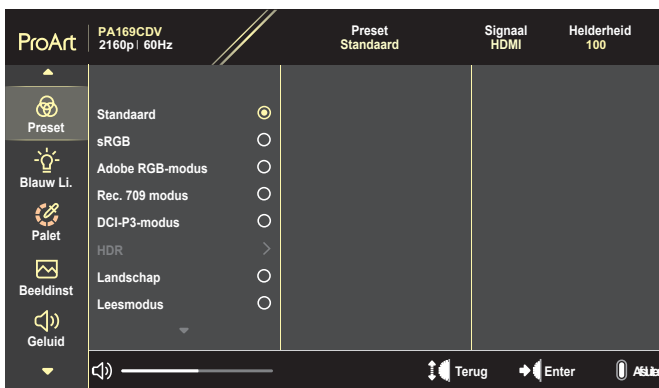 ProArt
PA169CDV
2160p | 60Hz
Preset
Standaard
Signaal
HDMI
Helderheid
100
Preset
Blauw Li.
Palet
Beeldinst
Geluid
Standaard
sRGB
Adobe RGB-modus
Rec. 709 modus
DCI-P3-modus
HDR
Landschap
Leesmodus
Terug
Enter